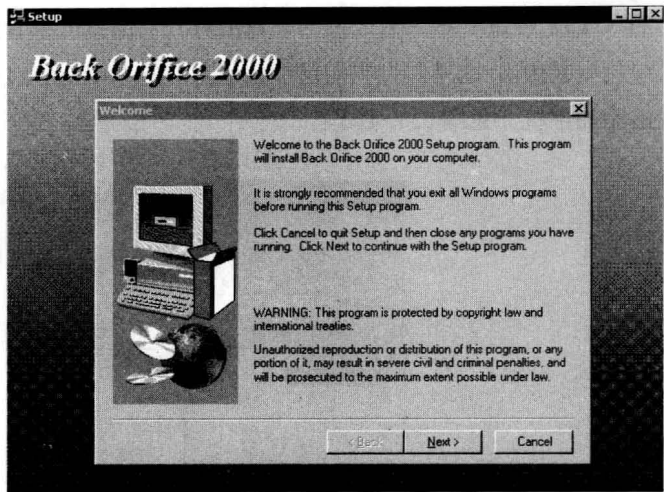 Setup
Back Orifice 2000
Welcome
Welcome to the Back Orifice 2000 Setup program. This program
will install Back Orifice 2000 on your computer.
It is strongly recommended that you exit all Windows programs
before running this Setup program.
Click Cancel to quit Setup and then close any programs you have
running. Click Next to continue with the Setup program.
WARNING: This program is protected by copyright law and
international treaties.
Unauthorized reproduction or distribution of this program, or any
portion of it, may result in severe civil and criminal penalties, and
will be prosecuted to the maximum extent possible under law.
< Back Next > Cancel